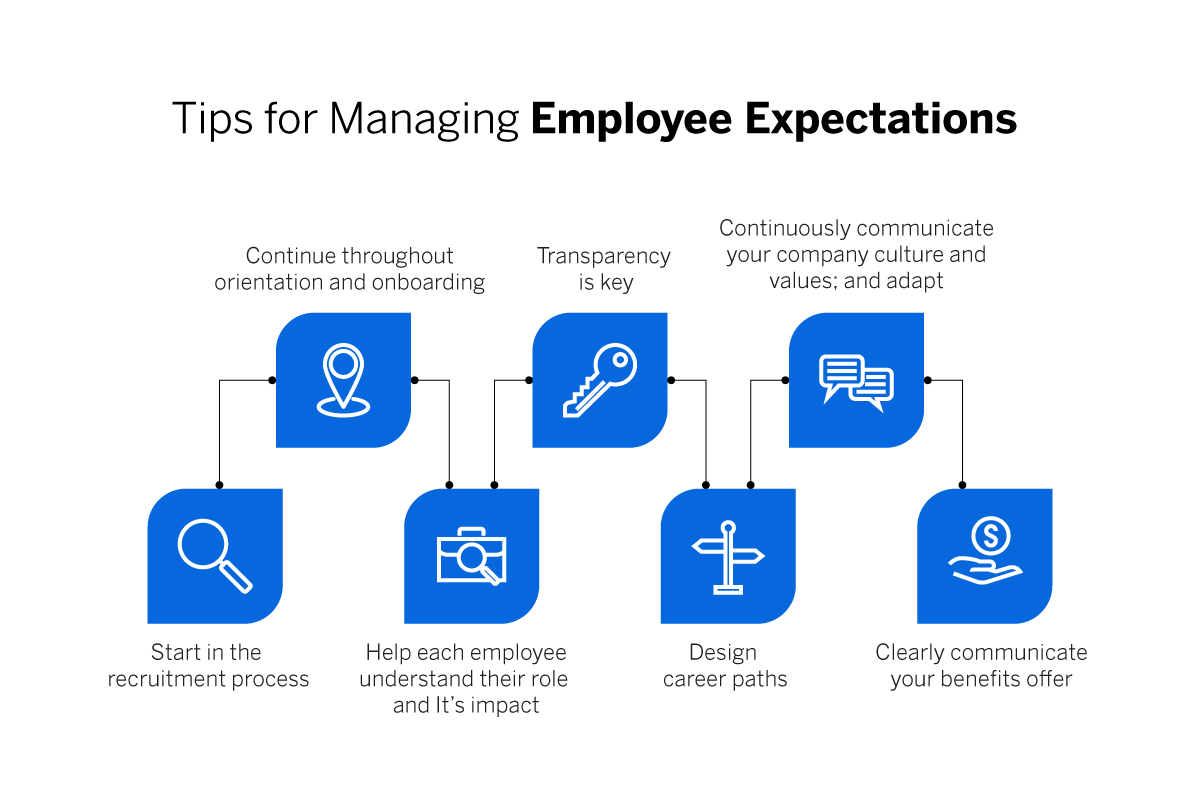 Tips for Managing Employee Expectations
Start in the
recruitment process
Continue throughout
orientation and onboarding
Help each employee
understand their role
and It’s impact
Transparency
is key
Design
career paths
Continuously communicate
your company culture and
values; and adapt
Clearly communicate
your benefits offer
$